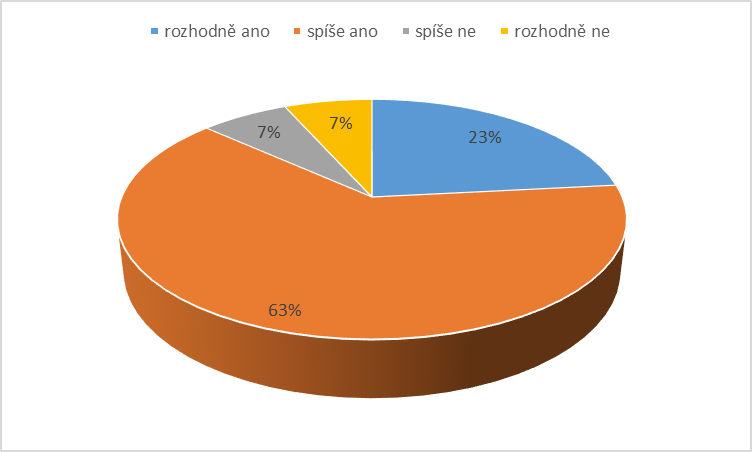 rozhodně ano spíše ano spíše ne rozhodně ne
7% 7% 23%
63%